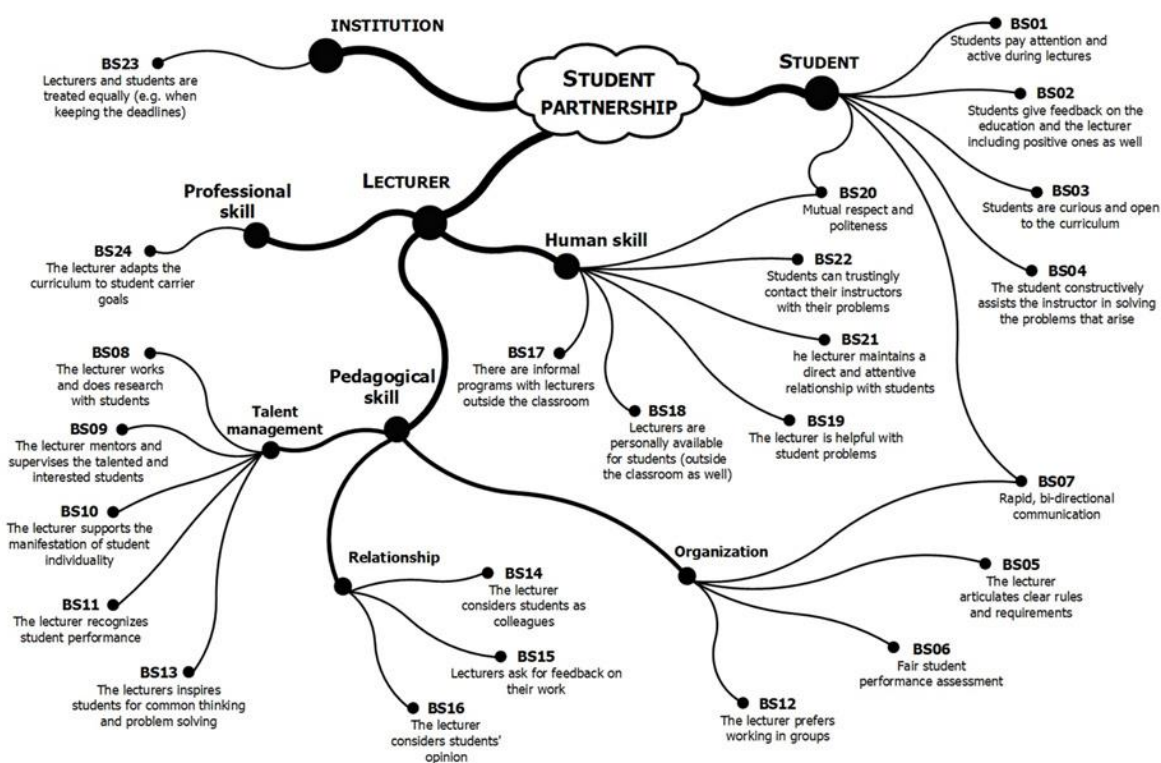 INSTITUTION
BS23
Lecturers and students are
treated equally (e.g. when
keeping the deadlines)
STUDENT
PARTNERSHIP
STUDENT
BS01
Students pay attention and
active during lectures
BS02
Students give feedback on the
education and the lecturer
including positive ones as well
BS03
Students are curious and open
to the curriculum
BS04
The student constructively
assists the instructor in solving
the problems that arise
BS20
Mutual respect and
politeness
LECTURER
Professional
skill
BS24
The lecturer adapts the
curriculum to student carrier
goals
Human skill
BS22
Students can trustingly
contact their instructors
with their problems
BS21
he lecturer maintains a
direct and attentive
relationship with students
BS17
There are informal
programs with lecturers
outside the classroom
BS18
Lecturers are
personally available
for students (outside
the classroom as well)
BS19
The lecturer is helpful with
student problems
BS07
Rapid, bi-directional
communication
Pedagogical
skill
Talent
management
BS08
The lecturer works
and does research
with students
BS09
The lecturer mentors and
supervises the talented and
interested students
BS10
The lecturer supports the
manifestation of student
individuality
BS11
The lecturer recognizes
student performance
BS13
The lecturers inspires
students for common thinking
and problem solving
Relationship
BS14
The lecturer
considers students as
colleagues
BS15
Lecturers ask for feedback on
their work
BS16
The lecturer
considers students'
opinion
Organization
BS05
The lecturer
articulates clear rules
and requirements
BS06
Fair student
performance assessment
BS12
The lecturer prefers
working in groups